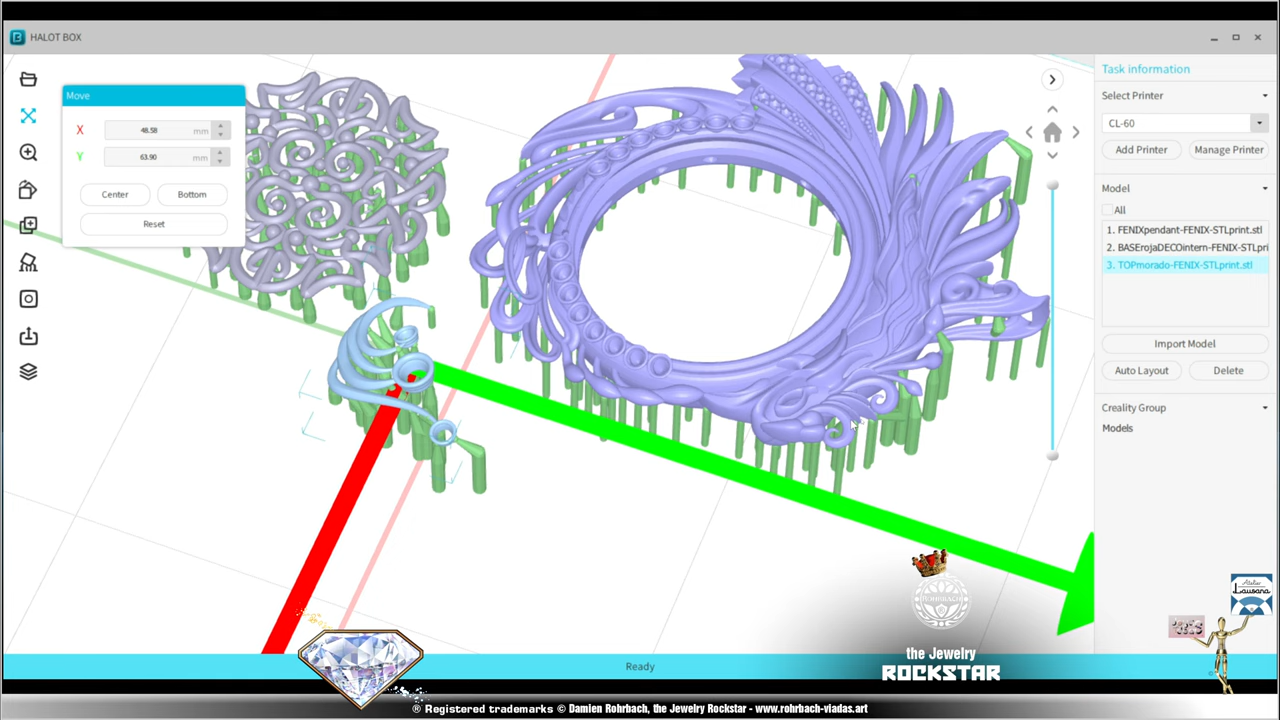 HALOT BOX
Move
X 48.58 mm
Y 63.90 mm
Center Bottom
Reset
Task information
Select Printer
CL-60
Add Printer Manage Printer
Model
All
1. FENIXpendant-FENIX-STLprint.stl
2. BASErojaDECOintern-FENIX-STLpri
3. TOPmorado-FENIX-STLprint.stl
Import Model
Auto Layout Delete
Creality Group
Models
Atelier
Lausana
ROHRBACH
the Jewelry
ROCKSTAR
Ready
® Registered trademarks © Damien Rohrbach, the Jewelry Rockstar - www.rohrbach-viadas.art